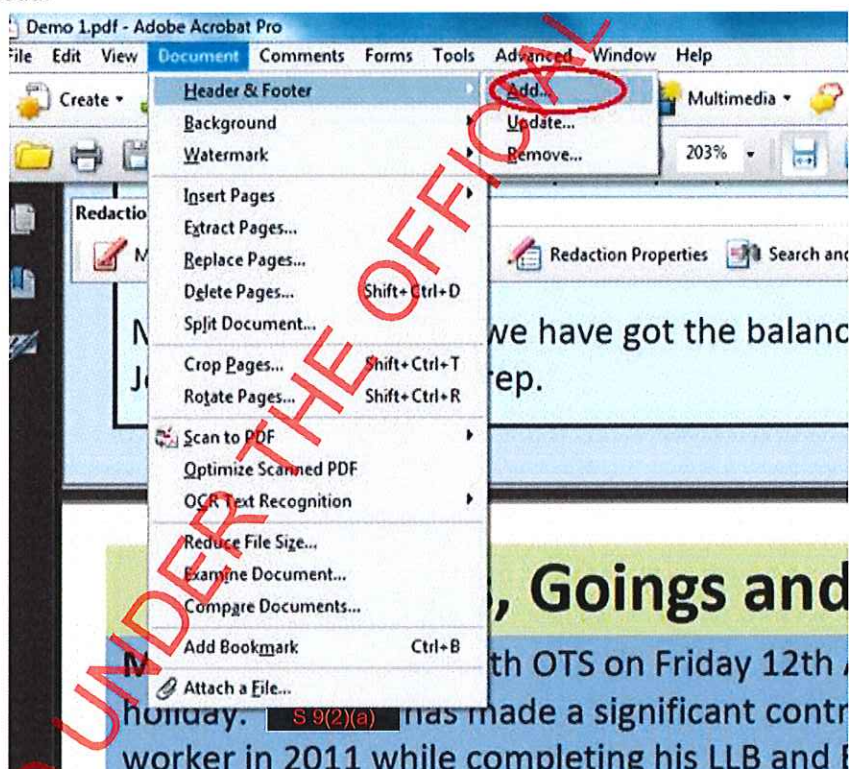 Demo 1.pdf - Adobe Acrobat Pro
File Edit View Document Comments Forms Tools Advanced Window Help
Create
Header & Footer
Add...
Multimedia
Background
Update...
Watermark
Remove...
203%
Insert Pages
Redactio
Extract Pages...
M
Replace Pages...
Redaction Properties
Search and
Delete Pages... Shift+Ctrl+D
Split Document...
we have got the balanc
Crop Pages... Shift+Ctrl+T
J
rep.
Rotate Pages... Shift+Ctrl+R
Scan to PDF
Optimize Scanned PDF
OCR Text Recognition
Reduce File Size...
Examine Document...
, Goings and
Compare Documents...
Add Bookmark Ctrl+B
M
th OTS on Friday 12th
Attach a File...
holiday. S 9(2)(a) has made a significant contr
worker in 2011 while completing his LLB and B
UNDER THE OFFICIAL